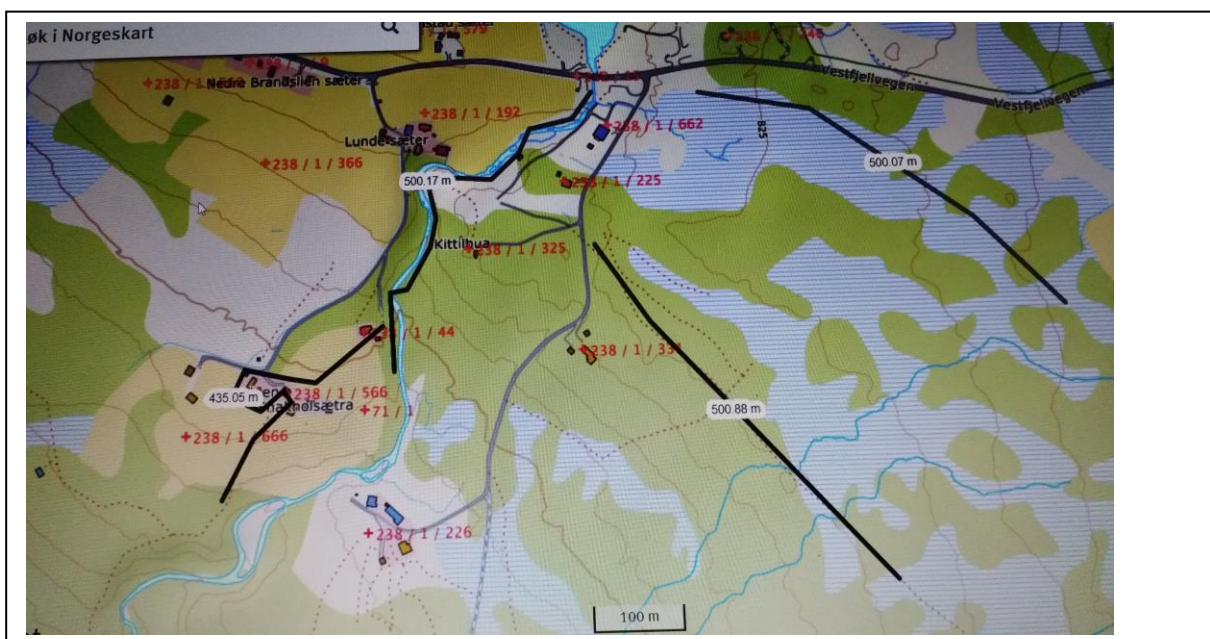 øk i Norgeskart
Nedre Brandslien sæter
Vestfjellvegen
Vestfjellvegen
+238 / 1 / 192
+238 / 1 / 662
825
Lunde sæter
+238 / 1 / 366
500.07 m
500.17 m
+238 / 1 / 225
Kittilhua
+238 / 1 / 325
/ 1 / 44
+238 / 1 / 331
435.05 m
238 / 1 / 566
+71 / 1
500.88 m
+238 / 1 / 666
+238 / 1 / 226
100 m